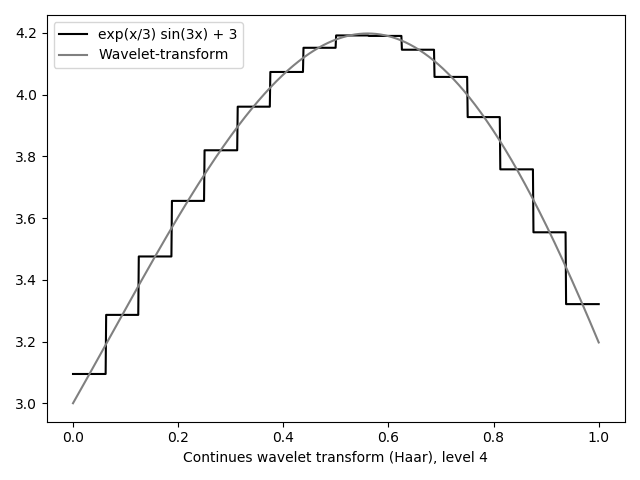 exp(x/3) sin(3x) + 3
Wavelet-transform
4.2
4.0
3.8
3.6
3.4
3.2
3.0
0.0 0.2 0.4 0.6 0.8 1.0
Continues wavelet transform (Haar), level 4